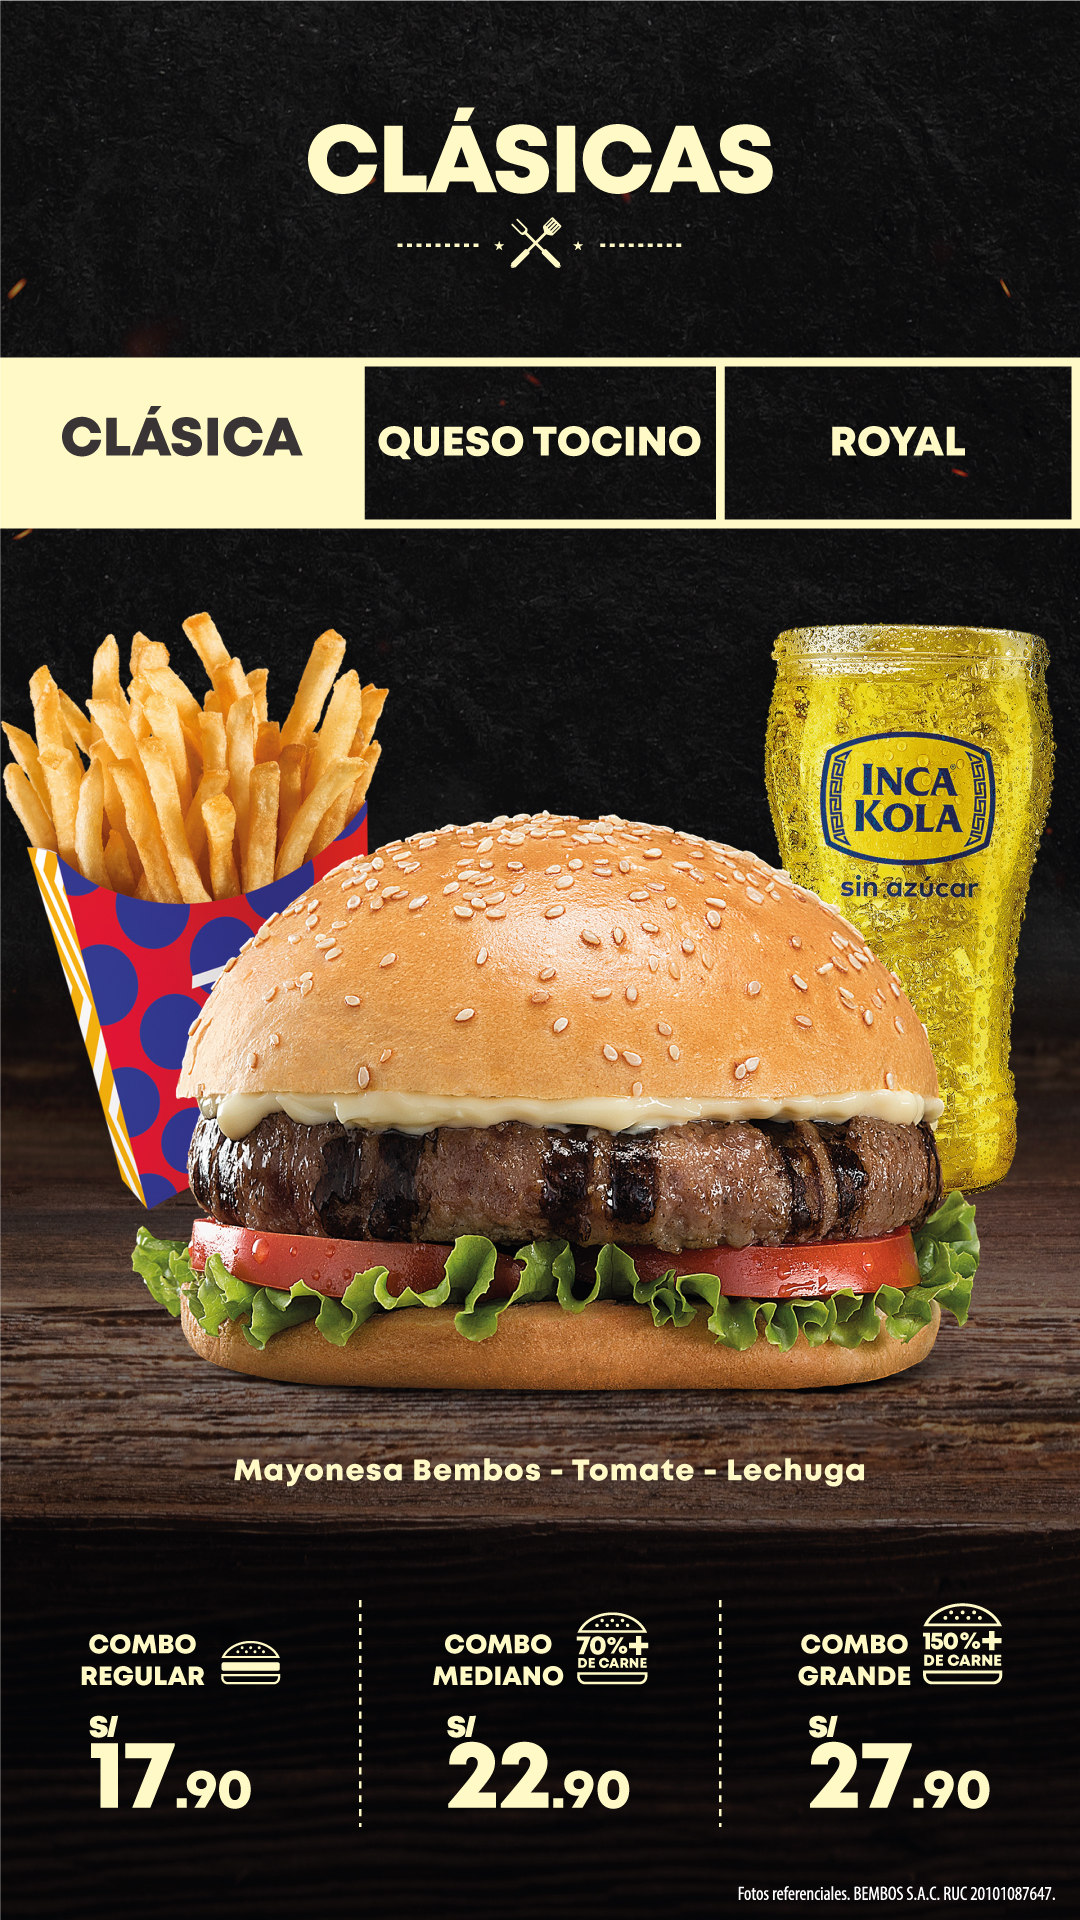 CLÁSICAS
CLÁSICA
QUESO TOCINO
ROYAL
INCA
KOLA
sin azúcar
Mayonesa Bembos - Tomate - Lechuga
COMBO
REGULAR
S/
17.90
COMBO
MEDIANO
70%+
DE CARNE
S/
22.90
COMBO
GRANDE
150%+
DE CARNE
S/
27.90
Fotos referenciales. BEMBOS S.A.C. RUC 20101087647.